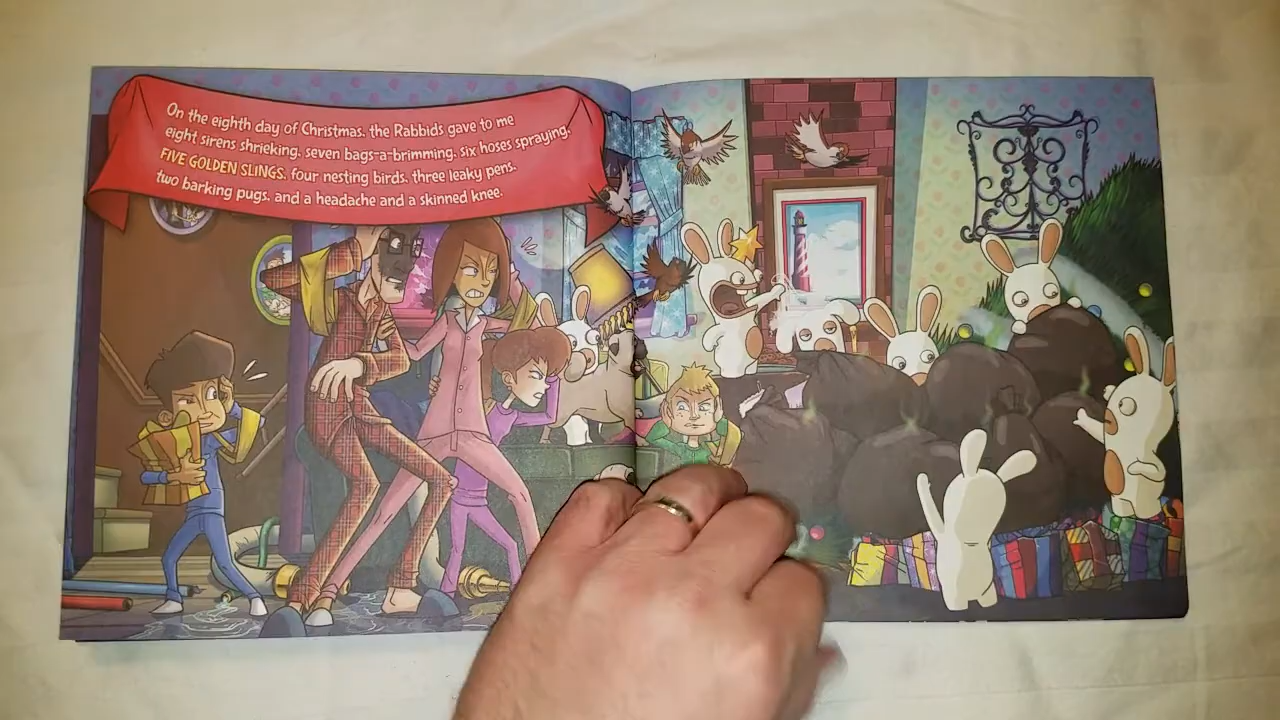 On the eighth day of Christmas, the Rabbids gave to me
eight sirens shrieking, seven bags-a-brimming, six hoses spraying,
FIVE GOLDEN SLINGS, four nesting birds, three leaky pens,
two barking pugs, and a headache and a skinned knee.